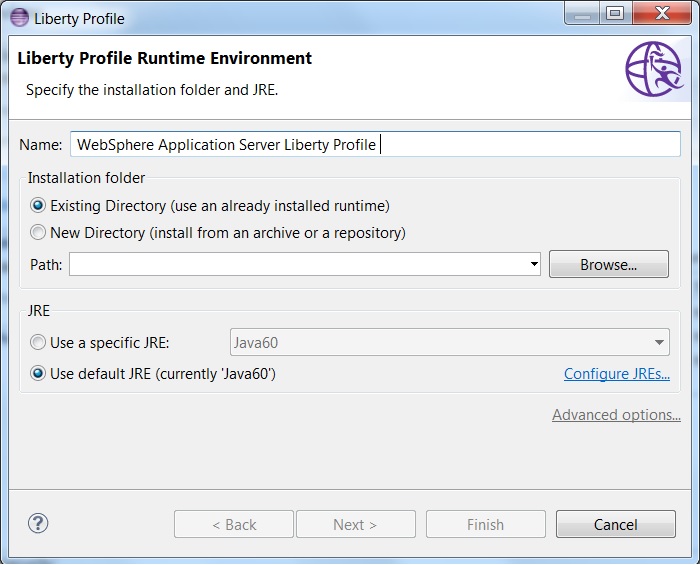 Liberty Profile
Liberty Profile Runtime Environment
Specify the installation folder and JRE.
Name: WebSphere Application Server Liberty Profile
Installation folder
Existing Directory (use an already installed runtime)
New Directory (install from an archive or a repository)
Path: Browse...
JRE
Use a specific JRE: Java60
Use default JRE (currently 'Java60') Configure JREs...
Advanced options...
? < Back Next > Finish Cancel